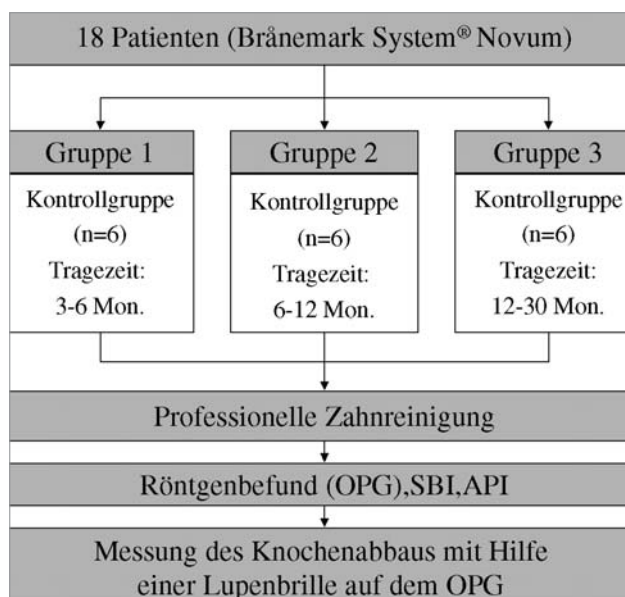 18 Patienten (Brånemark System® Novum)
Gruppe 1
Kontrollgruppe
(n=6)
Tragezeit:
3-6 Mon.
Gruppe 2
Kontrollgruppe
(n=6)
Tragezeit:
6-12 Mon.
Gruppe 3
Kontrollgruppe
(n=6)
Tragezeit:
12-30 Mon.
Professionelle Zahnreinigung
Röntgenbefund (OPG),SBI,API
Messung des Knochenabbaus mit Hilfe
einer Lupenbrille auf dem OPG